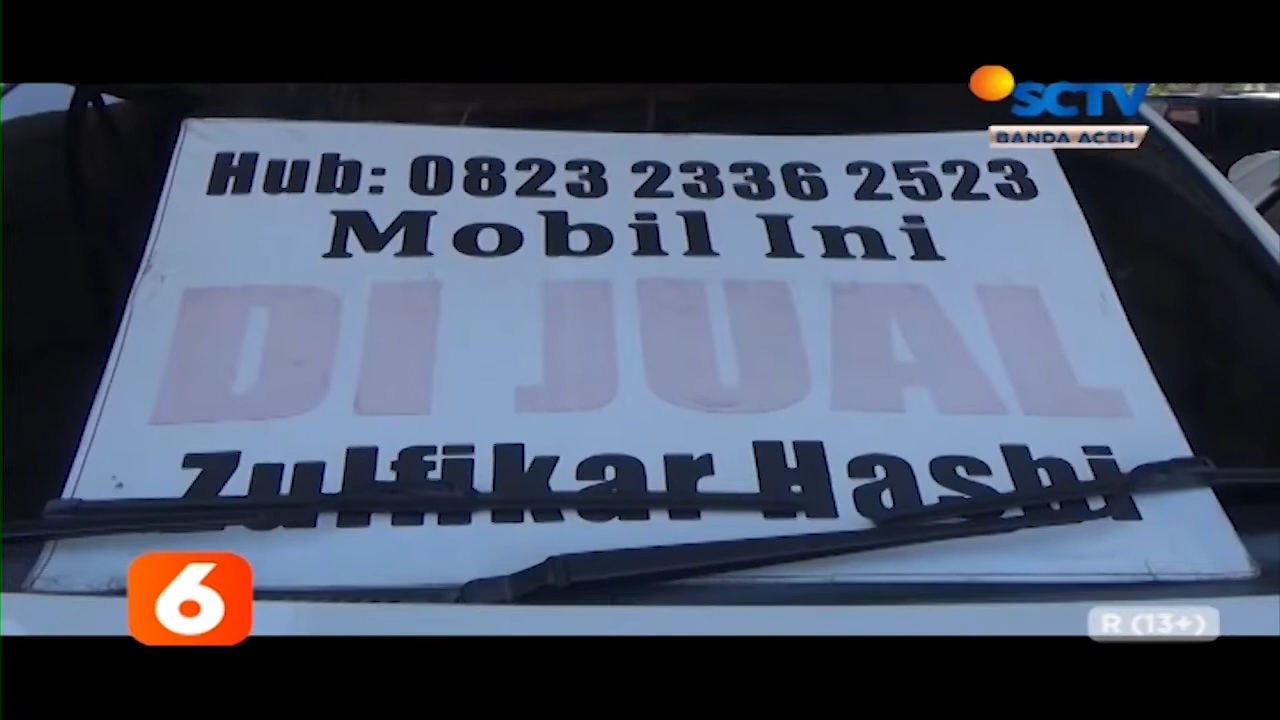 SCTV
BANDA ACEH
Hub: 0823 2336 2523
Mobil Ini
DI JUAL
Zulfikar Hasbi
6
R (13+)